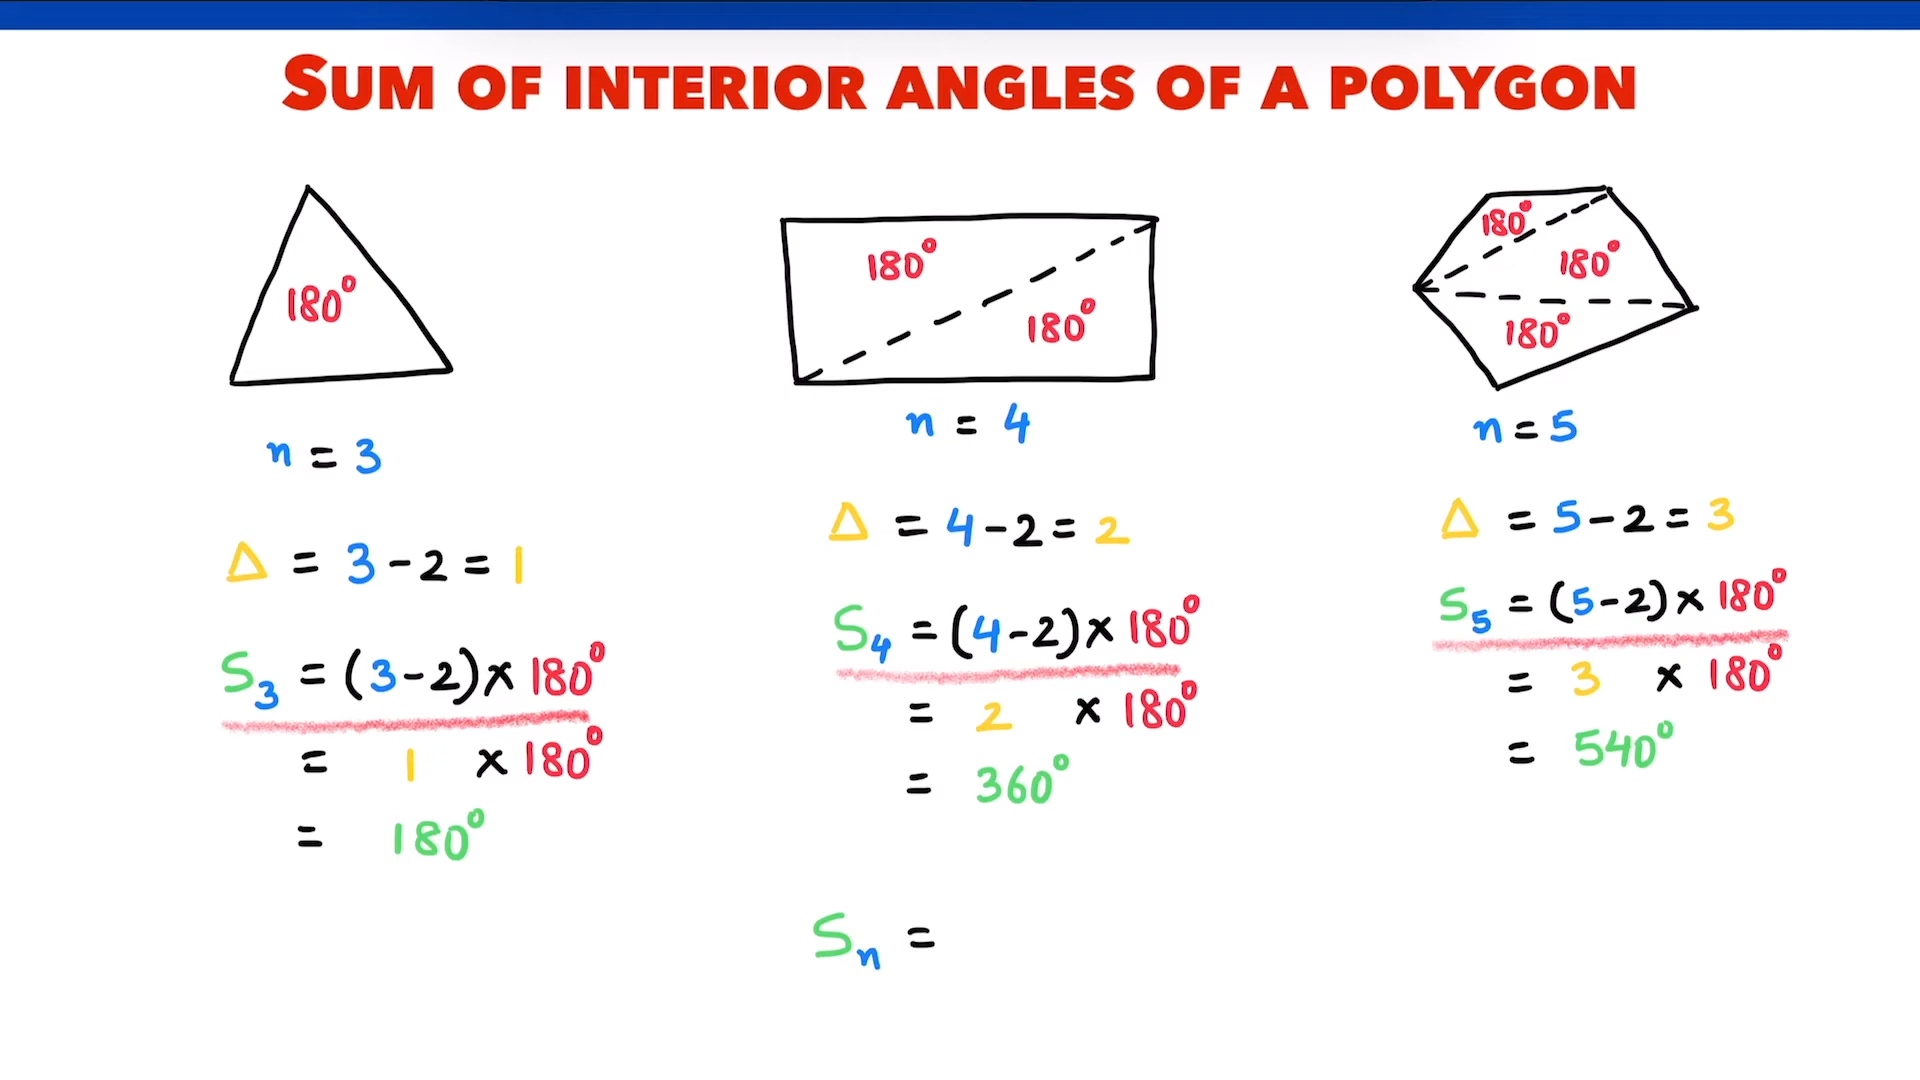 SUM OF INTERIOR ANGLES OF A POLYGON
180°
n = 3
Δ = 3 - 2 = 1
S₃ = (3-2) × 180°
= 1 × 180°
= 180°
180°
180°
n = 4
Δ = 4 - 2 = 2
S₄ = (4-2) × 180°
= 2 × 180°
= 360°
180°
180°
180°
n = 5
Δ = 5 - 2 = 3
S₅ = (5-2) × 180°
= 3 × 180°
= 540°
Sₙ =